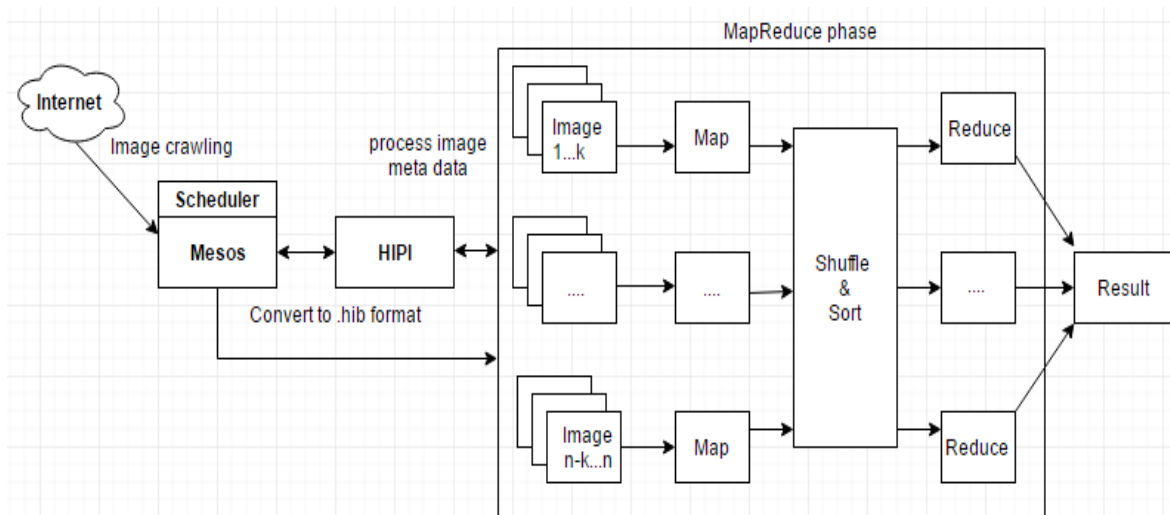 MapReduce phase
Internet
Image crawling
process image
meta data
Scheduler
Mesos
HIPI
Convert to .hib format
Image
1...k
Map
Reduce
....
....
Shuffle
&
Sort
....
Result
Image
n-k...n
Map
Reduce